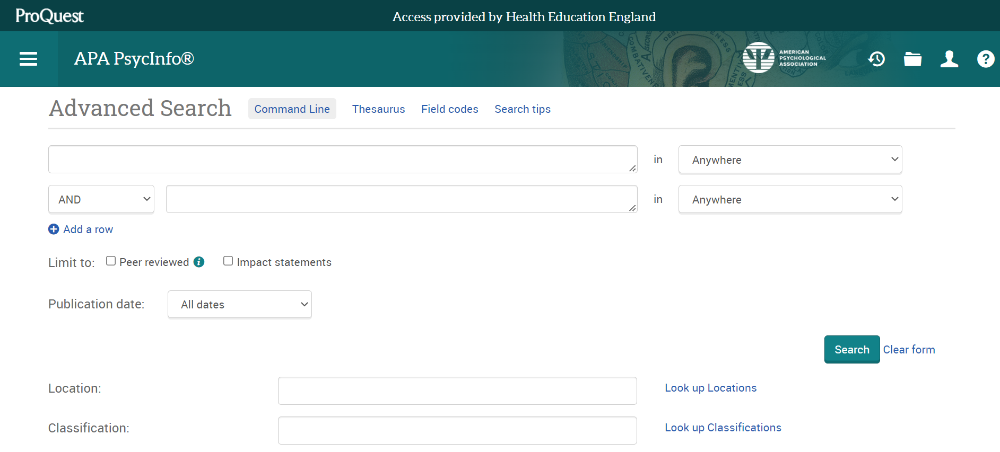 ProQuest
Access provided by Health Education England
APA PsycInfo®
AMERICAN
PSYCHOLOGICAL
ASSOCIATION
Advanced Search Command Line Thesaurus Field codes Search tips
in Anywhere
AND in Anywhere
Add a row
Limit to: Peer reviewed i Impact statements
Publication date: All dates
Search Clear form
Location: Look up Locations
Classification: Look up Classifications